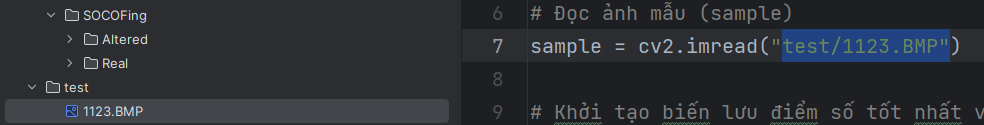 SOCOFing
Altered
Real
test
1123.BMP
6 # Đọc ảnh mẫu (sample)
7 sample = cv2.imread("test/1123.BMP")
8
9 # Khởi tạo biến lưu điểm số tốt nhất v